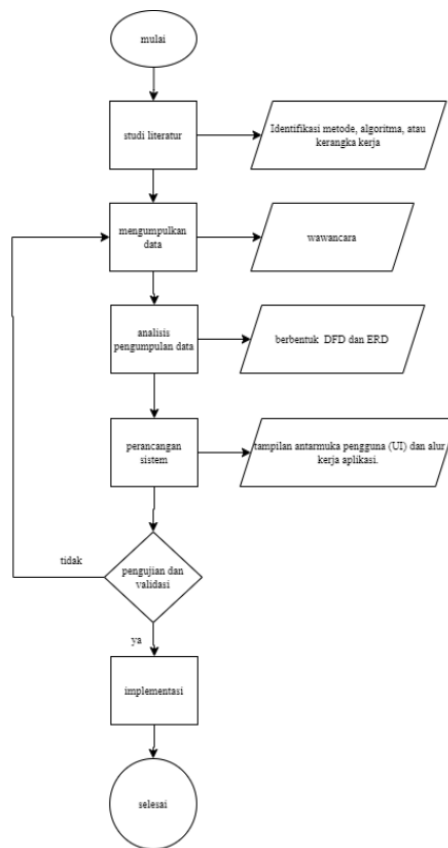 mulai
studi literatur
Identifikasi metode, algoritma, atau
kerangka kerja
mengumpulkan
data
wawancara
analisis
pengumpulan data
berbentuk DFD dan ERD
perancangan
sistem
tampilan antarmuka pengguna (UI) dan alur
kerja aplikasi.
pengujian dan
validasi
tidak
ya
implementasi
selesai